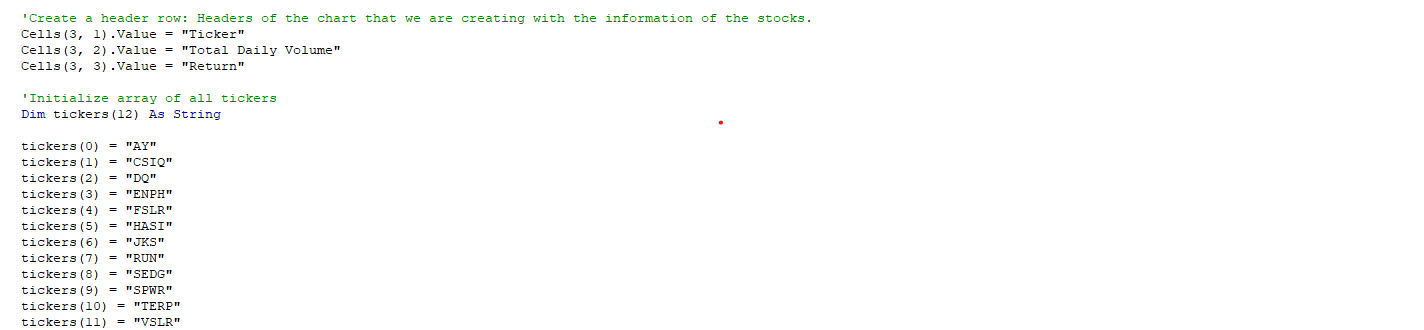 'Create a header row: Headers of the chart that we are creating with the information of the stocks.
Cells(3, 1).Value = "Ticker"
Cells(3, 2).Value = "Total Daily Volume"
Cells(3, 3).Value = "Return"
'Initialize array of all tickers
Dim tickers(12) As String
tickers(0) = "AY"
tickers(1) = "CSIQ"
tickers(2) = "DQ"
tickers(3) = "ENPH"
tickers(4) = "FSLR"
tickers(5) = "HASI"
tickers(6) = "JKS"
tickers(7) = "RUN"
tickers(8) = "SEDG"
tickers(9) = "SPWR"
tickers(10) = "TERP"
tickers(11) = "VSLR"